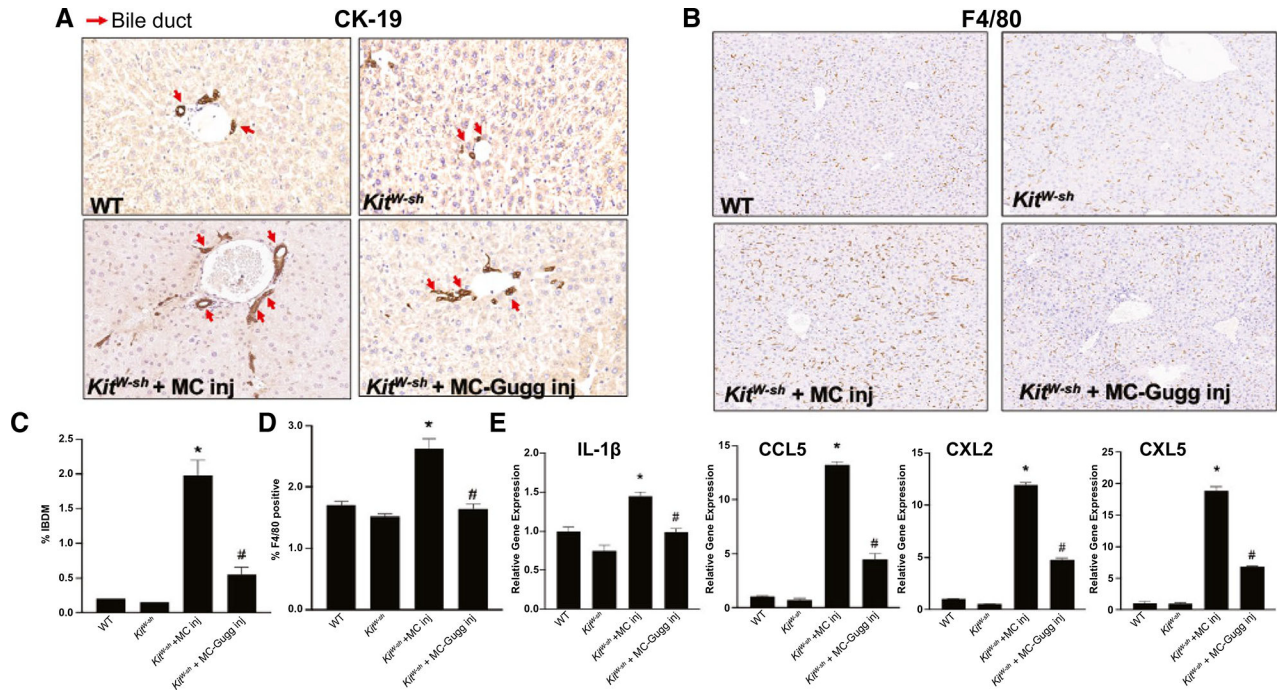 A → Bile duct CK-19
WT
Kit^W-sh
Kit^W-sh + MC inj
Kit^W-sh + MC-Gugg inj
B F4/80
WT
Kit^W-sh
Kit^W-sh + MC inj
Kit^W-sh + MC-Gugg inj
C
% IBDM
2.5
2.0
1.5
1.0
0.5
0.0
*
#
WT
Kit^W-sh
Kit^W-sh +MC inj
Kit^W-sh + MC-Gugg inj
D
% F4/80 positive
3.0
2.0
1.0
0.0
*
#
WT
Kit^W-sh
Kit^W-sh +MC inj
Kit^W-sh + MC-Gugg inj
E
IL-1β
Relative Gene Expression
2.0
1.5
1.0
0.5
0.0
*
#
WT
Kit^W-sh
Kit^W-sh +MC inj
Kit^W-sh + MC-Gugg inj
CCL5
Relative Gene Expression
15
10
5
0
*
#
WT
Kit^W-sh
Kit^W-sh +MC inj
Kit^W-sh + MC-Gugg inj
CXL2
Relative Gene Expression
15
10
5
0
*
#
WT
Kit^W-sh
Kit^W-sh +MC inj
Kit^W-sh + MC-Gugg inj
CXL5
Relative Gene Expression
25
20
15
10
5
0
*
#
WT
Kit^W-sh
Kit^W-sh +MC inj
Kit^W-sh + MC-Gugg inj